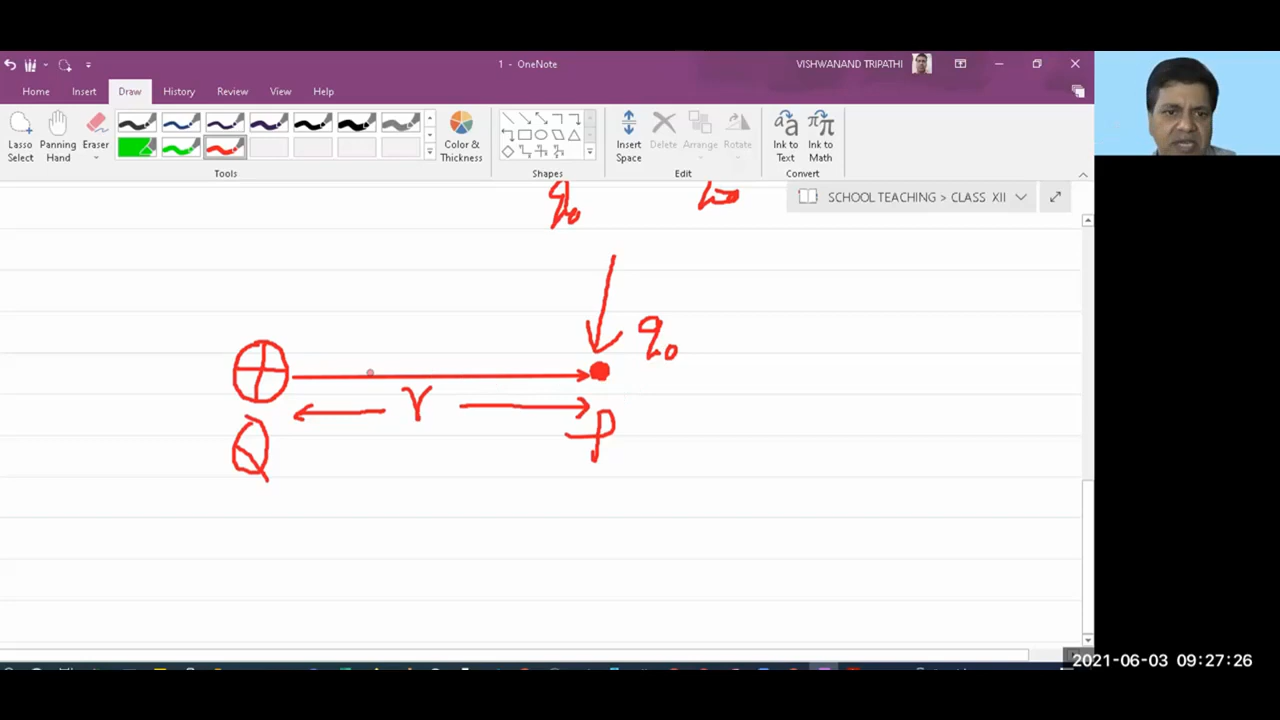 1 - OneNote
VISHWANAND TRIPATHI
Home Insert Draw History Review View Help
Lasso Select
Panning Hand
Eraser
Color & Thickness
Insert Space
Delete
Arrange
Rotate
Ink to Text
Ink to Math
Tools
Shapes
Edit
Convert
SCHOOL TEACHING > CLASS XII
q₀
q₀
r
Q
P
2021-06-03 09:27:26